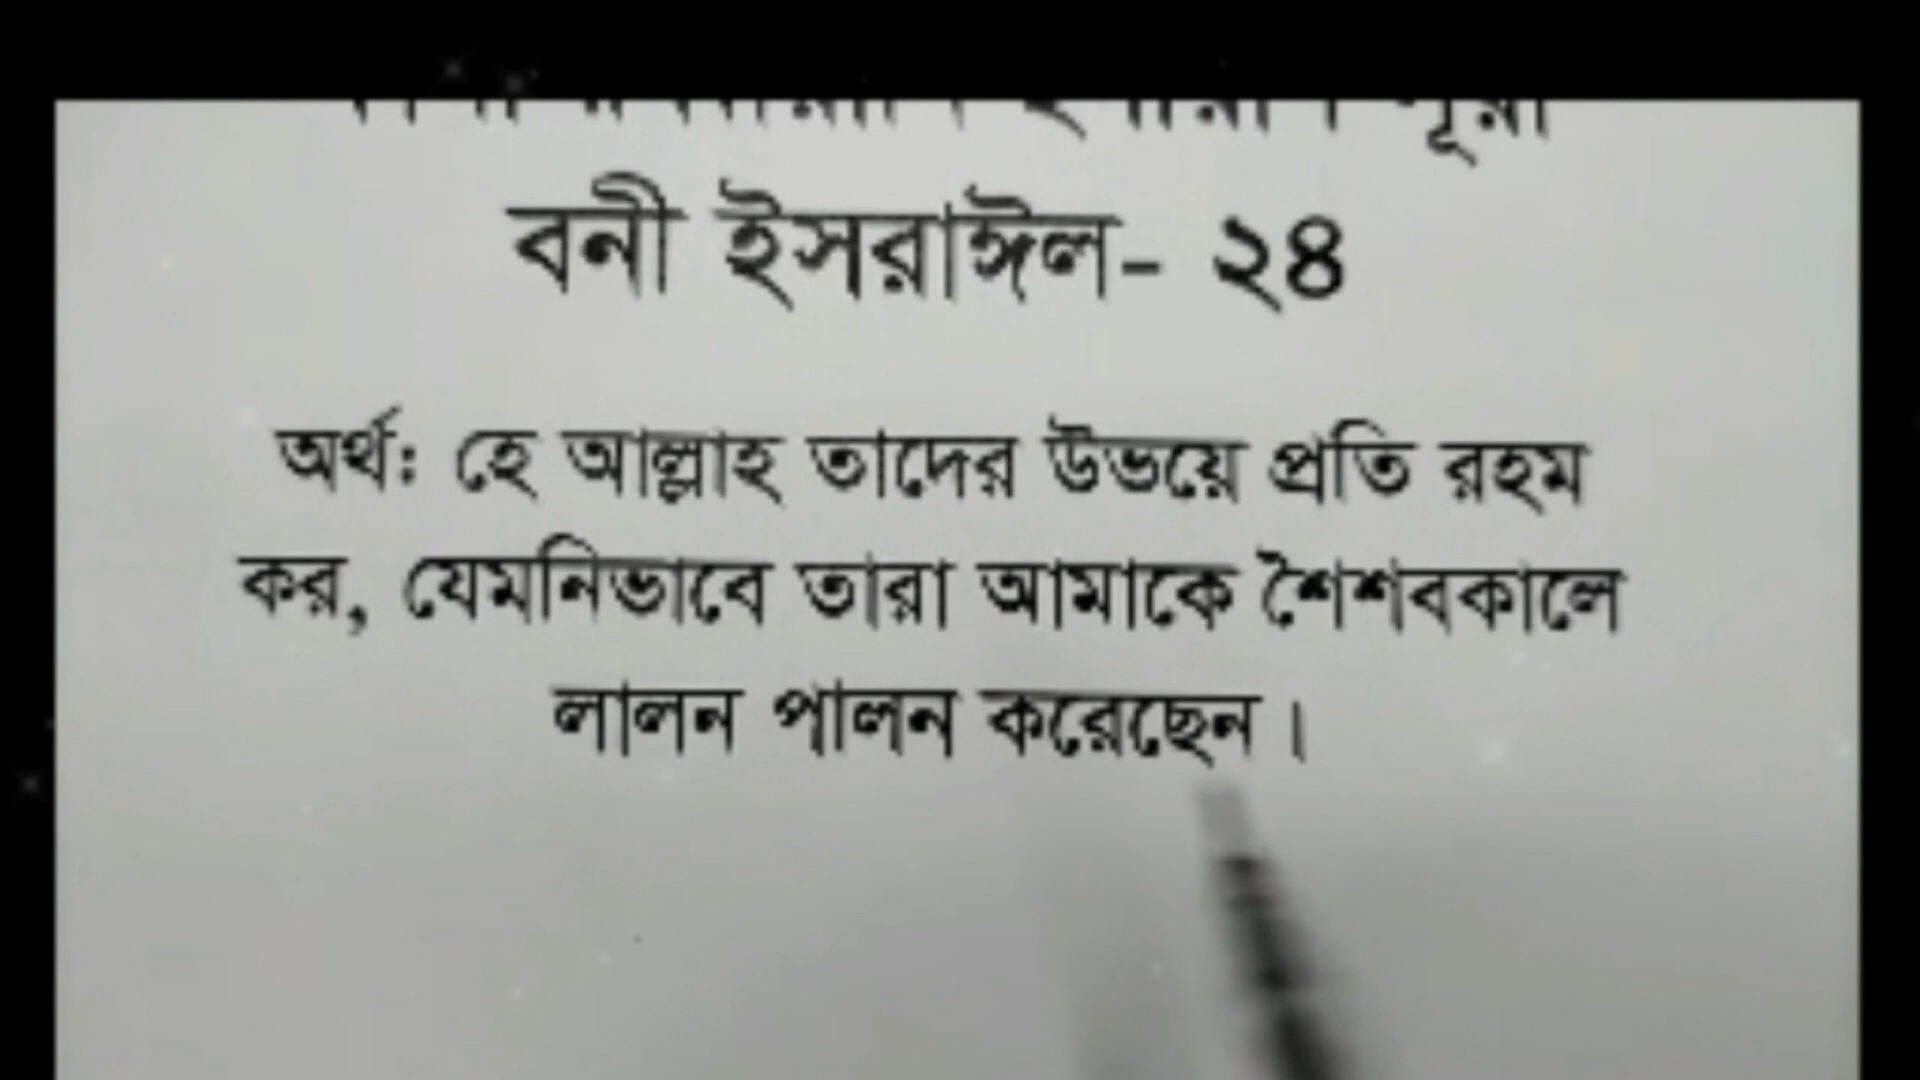 বনী ইসরাঈল- ২৪
অর্থঃ হে আল্লাহ তাদের উভয়ে প্রতি রহম
কর, যেমনিভাবে তারা আমাকে শৈশবকালে
লালন পালন করেছেন।